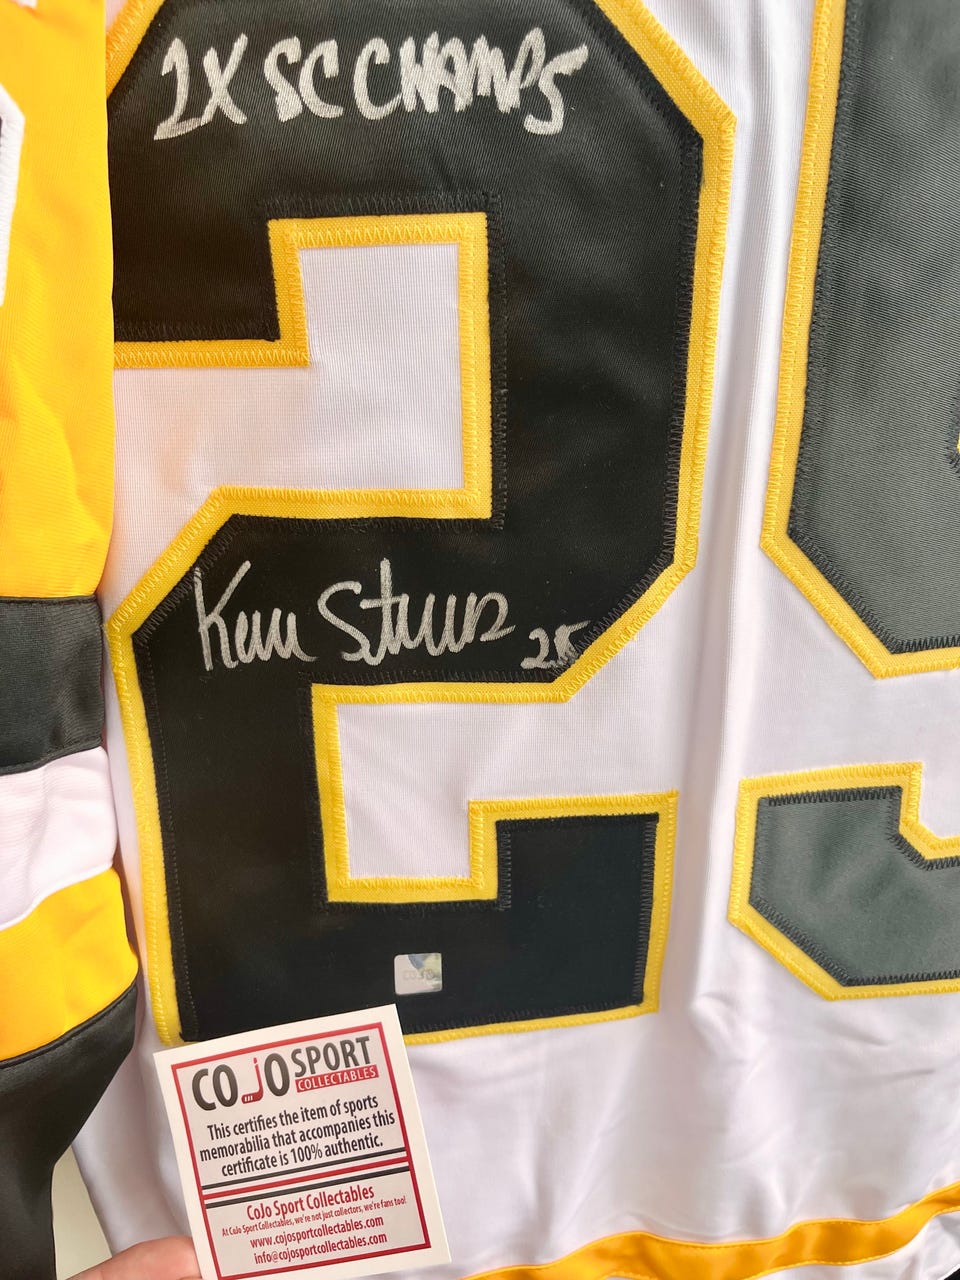 2X SC CHAMPS
2
Kevin Stevens 25
COJO SPORT
COLLECTABLES
This certifies the item of sports
memorabilia that accompanies this
certificate is 100% authentic.
CoJo Sport Collectables
At CoJo Sport Collectables, we're not just collectors, we're fans too!
www.cojosportcollectables.com
info@cojosportcollectables.com